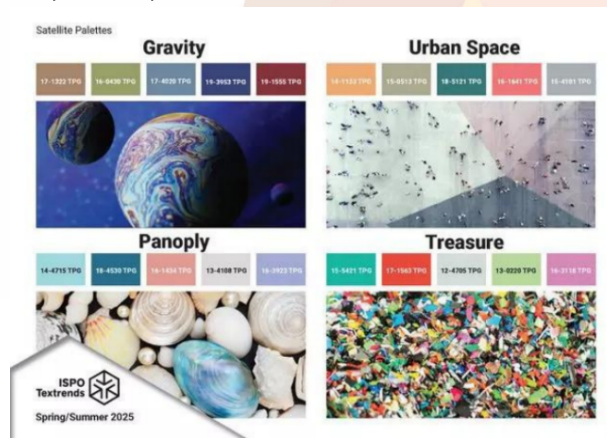 Satellite Palettes
Gravity
17-1322 TPG 16-0430 TPG 17-4020 TPG 19-3953 TPG 19-1555 TPG
Urban Space
14-1133 TPG 15-0513 TPG 18-5121 TPG 16-1641 TPG 15-4101 TPG
Panoply
14-4715 TPG 18-4530 TPG 16-1434 TPG 13-4108 TPG 16-3923 TPG
Treasure
15-5421 TPG 17-1563 TPG 12-4705 TPG 13-0220 TPG 16-3118 TPG
ISPO
Textrends
Spring/Summer 2025